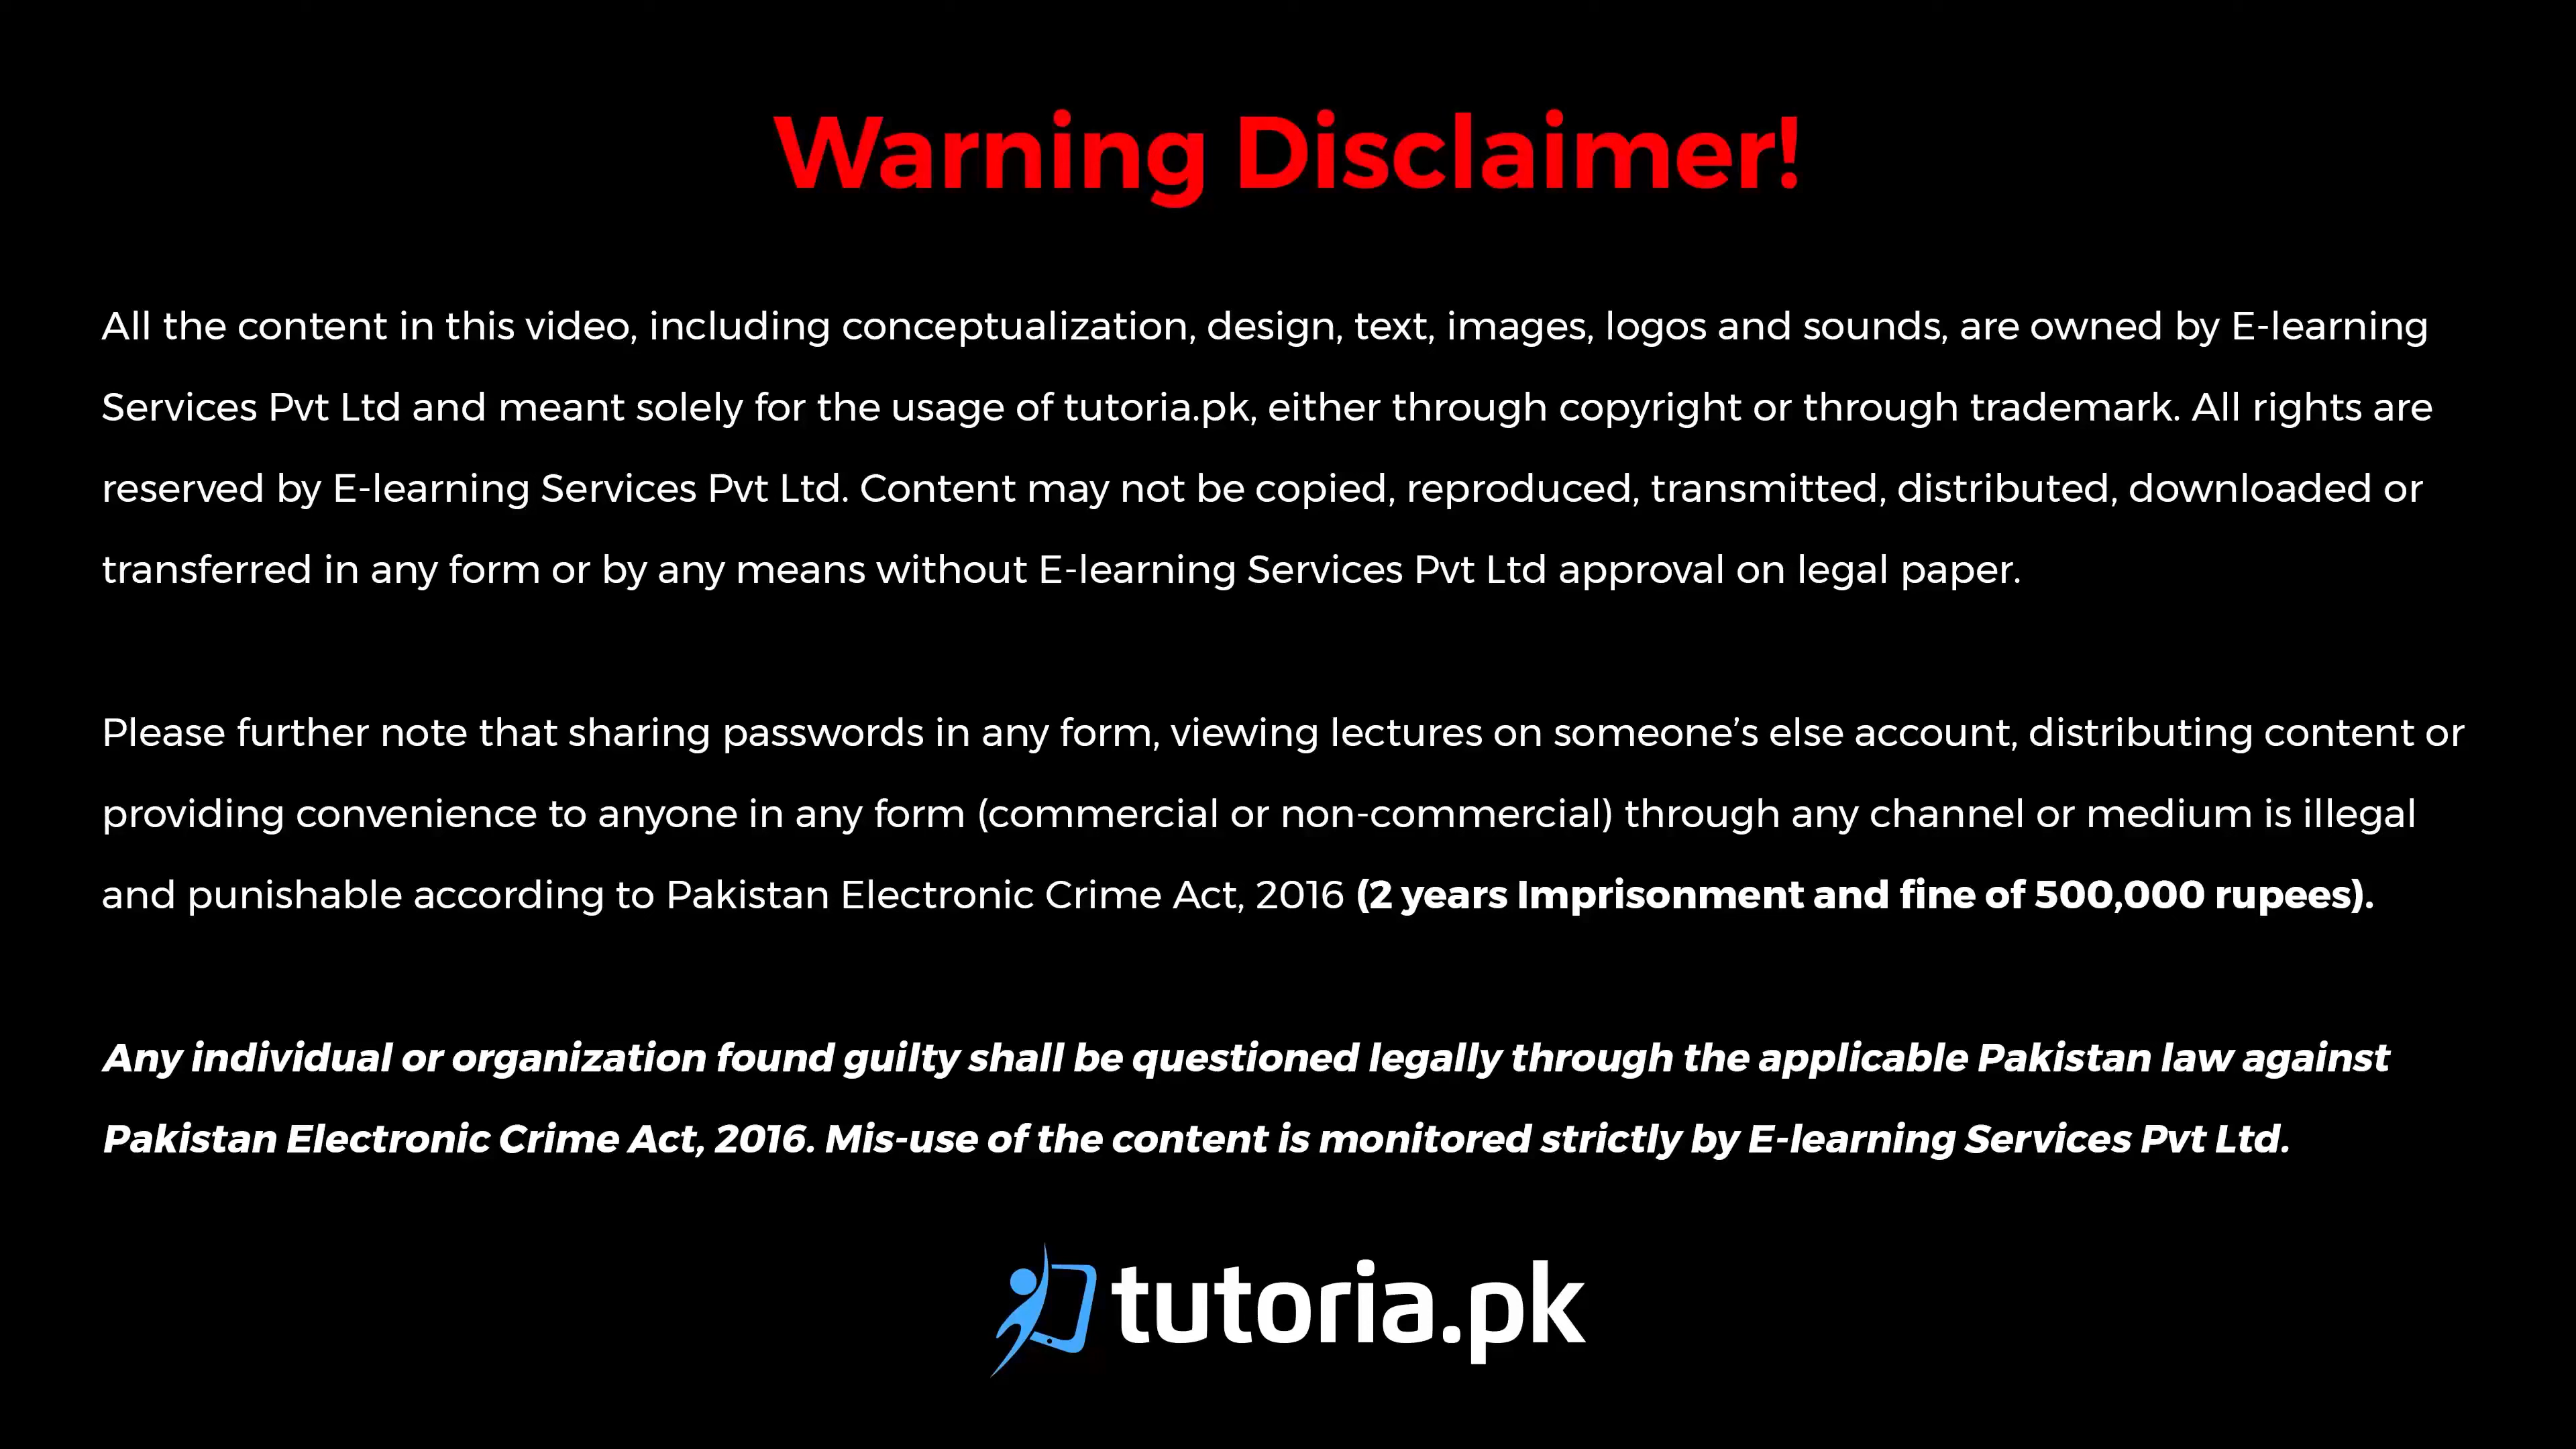 Warning Disclaimer!
All the content in this video, including conceptualization, design, text, images, logos and sounds, are owned by E-learning
Services Pvt Ltd and meant solely for the usage of tutoria.pk, either through copyright or through trademark. All rights are
reserved by E-learning Services Pvt Ltd. Content may not be copied, reproduced, transmitted, distributed, downloaded or
transferred in any form or by any means without E-learning Services Pvt Ltd approval on legal paper.
Please further note that sharing passwords in any form, viewing lectures on someone’s else account, distributing content or
providing convenience to anyone in any form (commercial or non-commercial) through any channel or medium is illegal
and punishable according to Pakistan Electronic Crime Act, 2016 (2 years Imprisonment and fine of 500,000 rupees).
Any individual or organization found guilty shall be questioned legally through the applicable Pakistan law against
Pakistan Electronic Crime Act, 2016. Mis-use of the content is monitored strictly by E-learning Services Pvt Ltd.
tutoria.pk